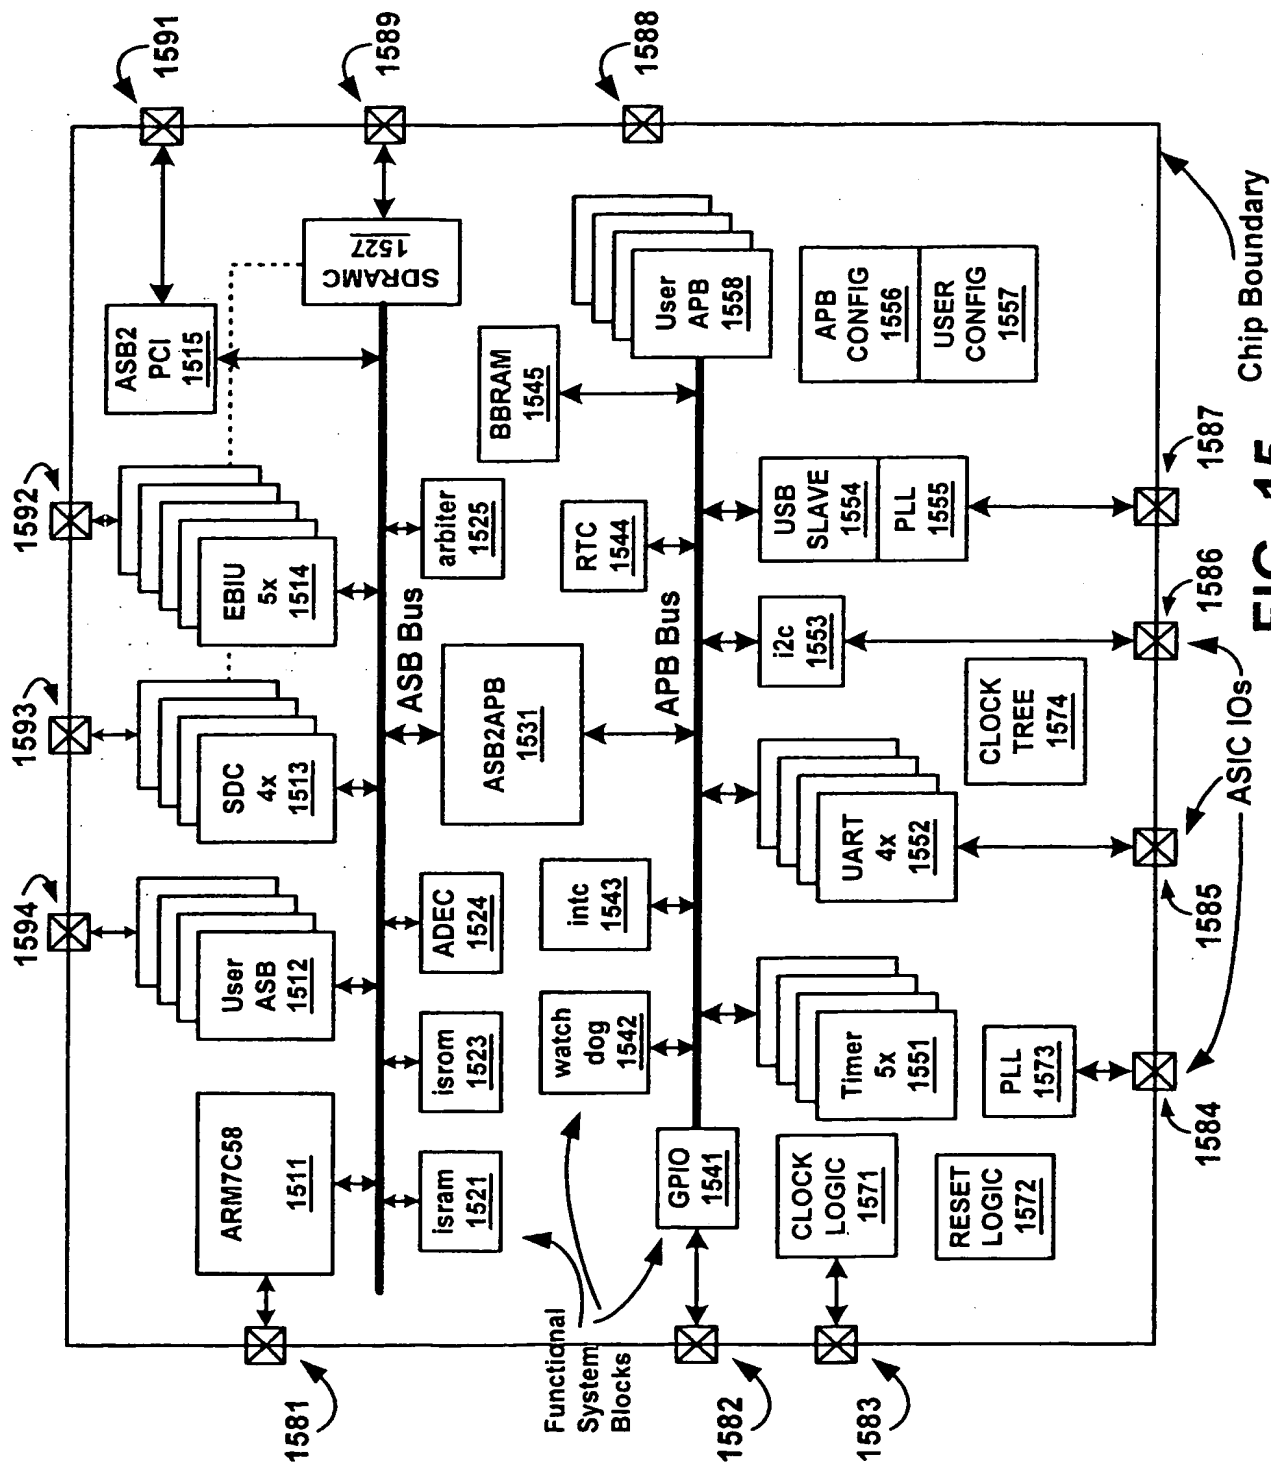 1594
1593
1592
1591
ASB2
PCI
1515
EBIU
5x
1514
SDC
4x
1513
User
ASB
1512
ARM7C58
1511
1581
SDRAMC
1527
1589
ASB Bus
isram
1521
isrom
1523
ADEC
1524
ASB2APB
1531
arbiter
1525
BBRAM
1545
Functional
System
Blocks
watch
dog
1542
intc
1543
RTC
1544
APB Bus
1588
GPIO
1541
User
APB
1558
1582
CLOCK
LOGIC
1571
Timer
5x
1551
UART
4x
1552
i2c
1553
USB
SLAVE
1554
PLL
1555
APB
CONFIG
1556
USER
CONFIG
1557
1583
RESET
LOGIC
1572
PLL
1573
CLOCK
TREE
1574
1584
1585
1586
1587
ASIC IOs
Chip Boundary
FIG. 15